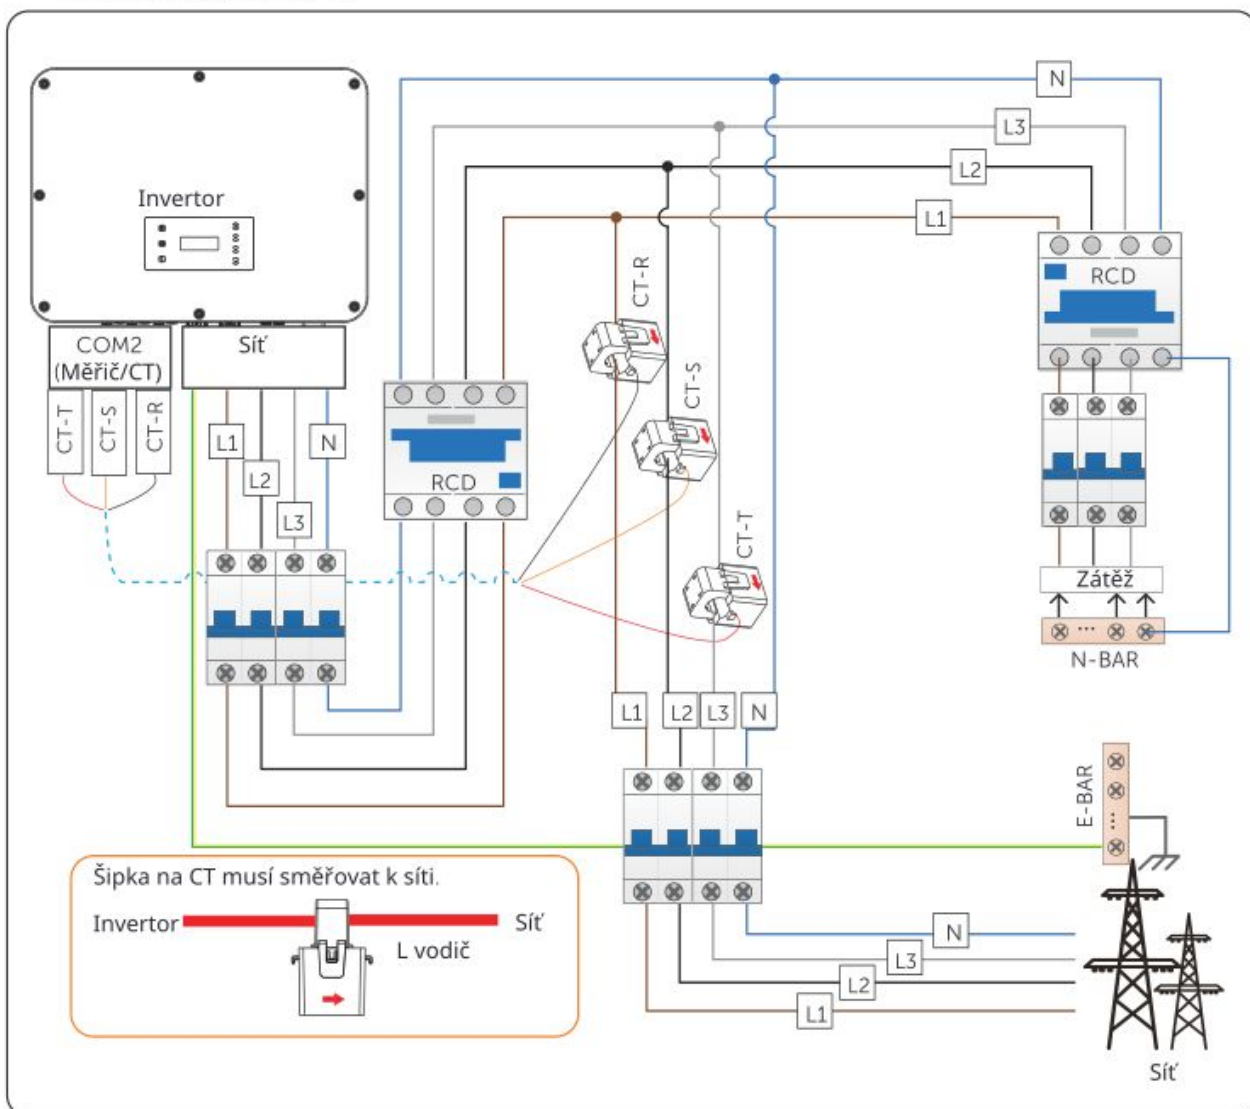 N
L3
L2
L1
Invertor
CT-R
RCD
COM2
(Měřič/CT)
Síť
CT-S
CT-T
CT-S
CT-R
L1
N
L2
L3
RCD
CT-T
Zátěž
...
N-BAR
L1
L2
L3
N
E-BAR
...
Šipka na CT musí směřovat k síti.
Invertor
Síť
L vodič
N
L3
L2
L1
Síť